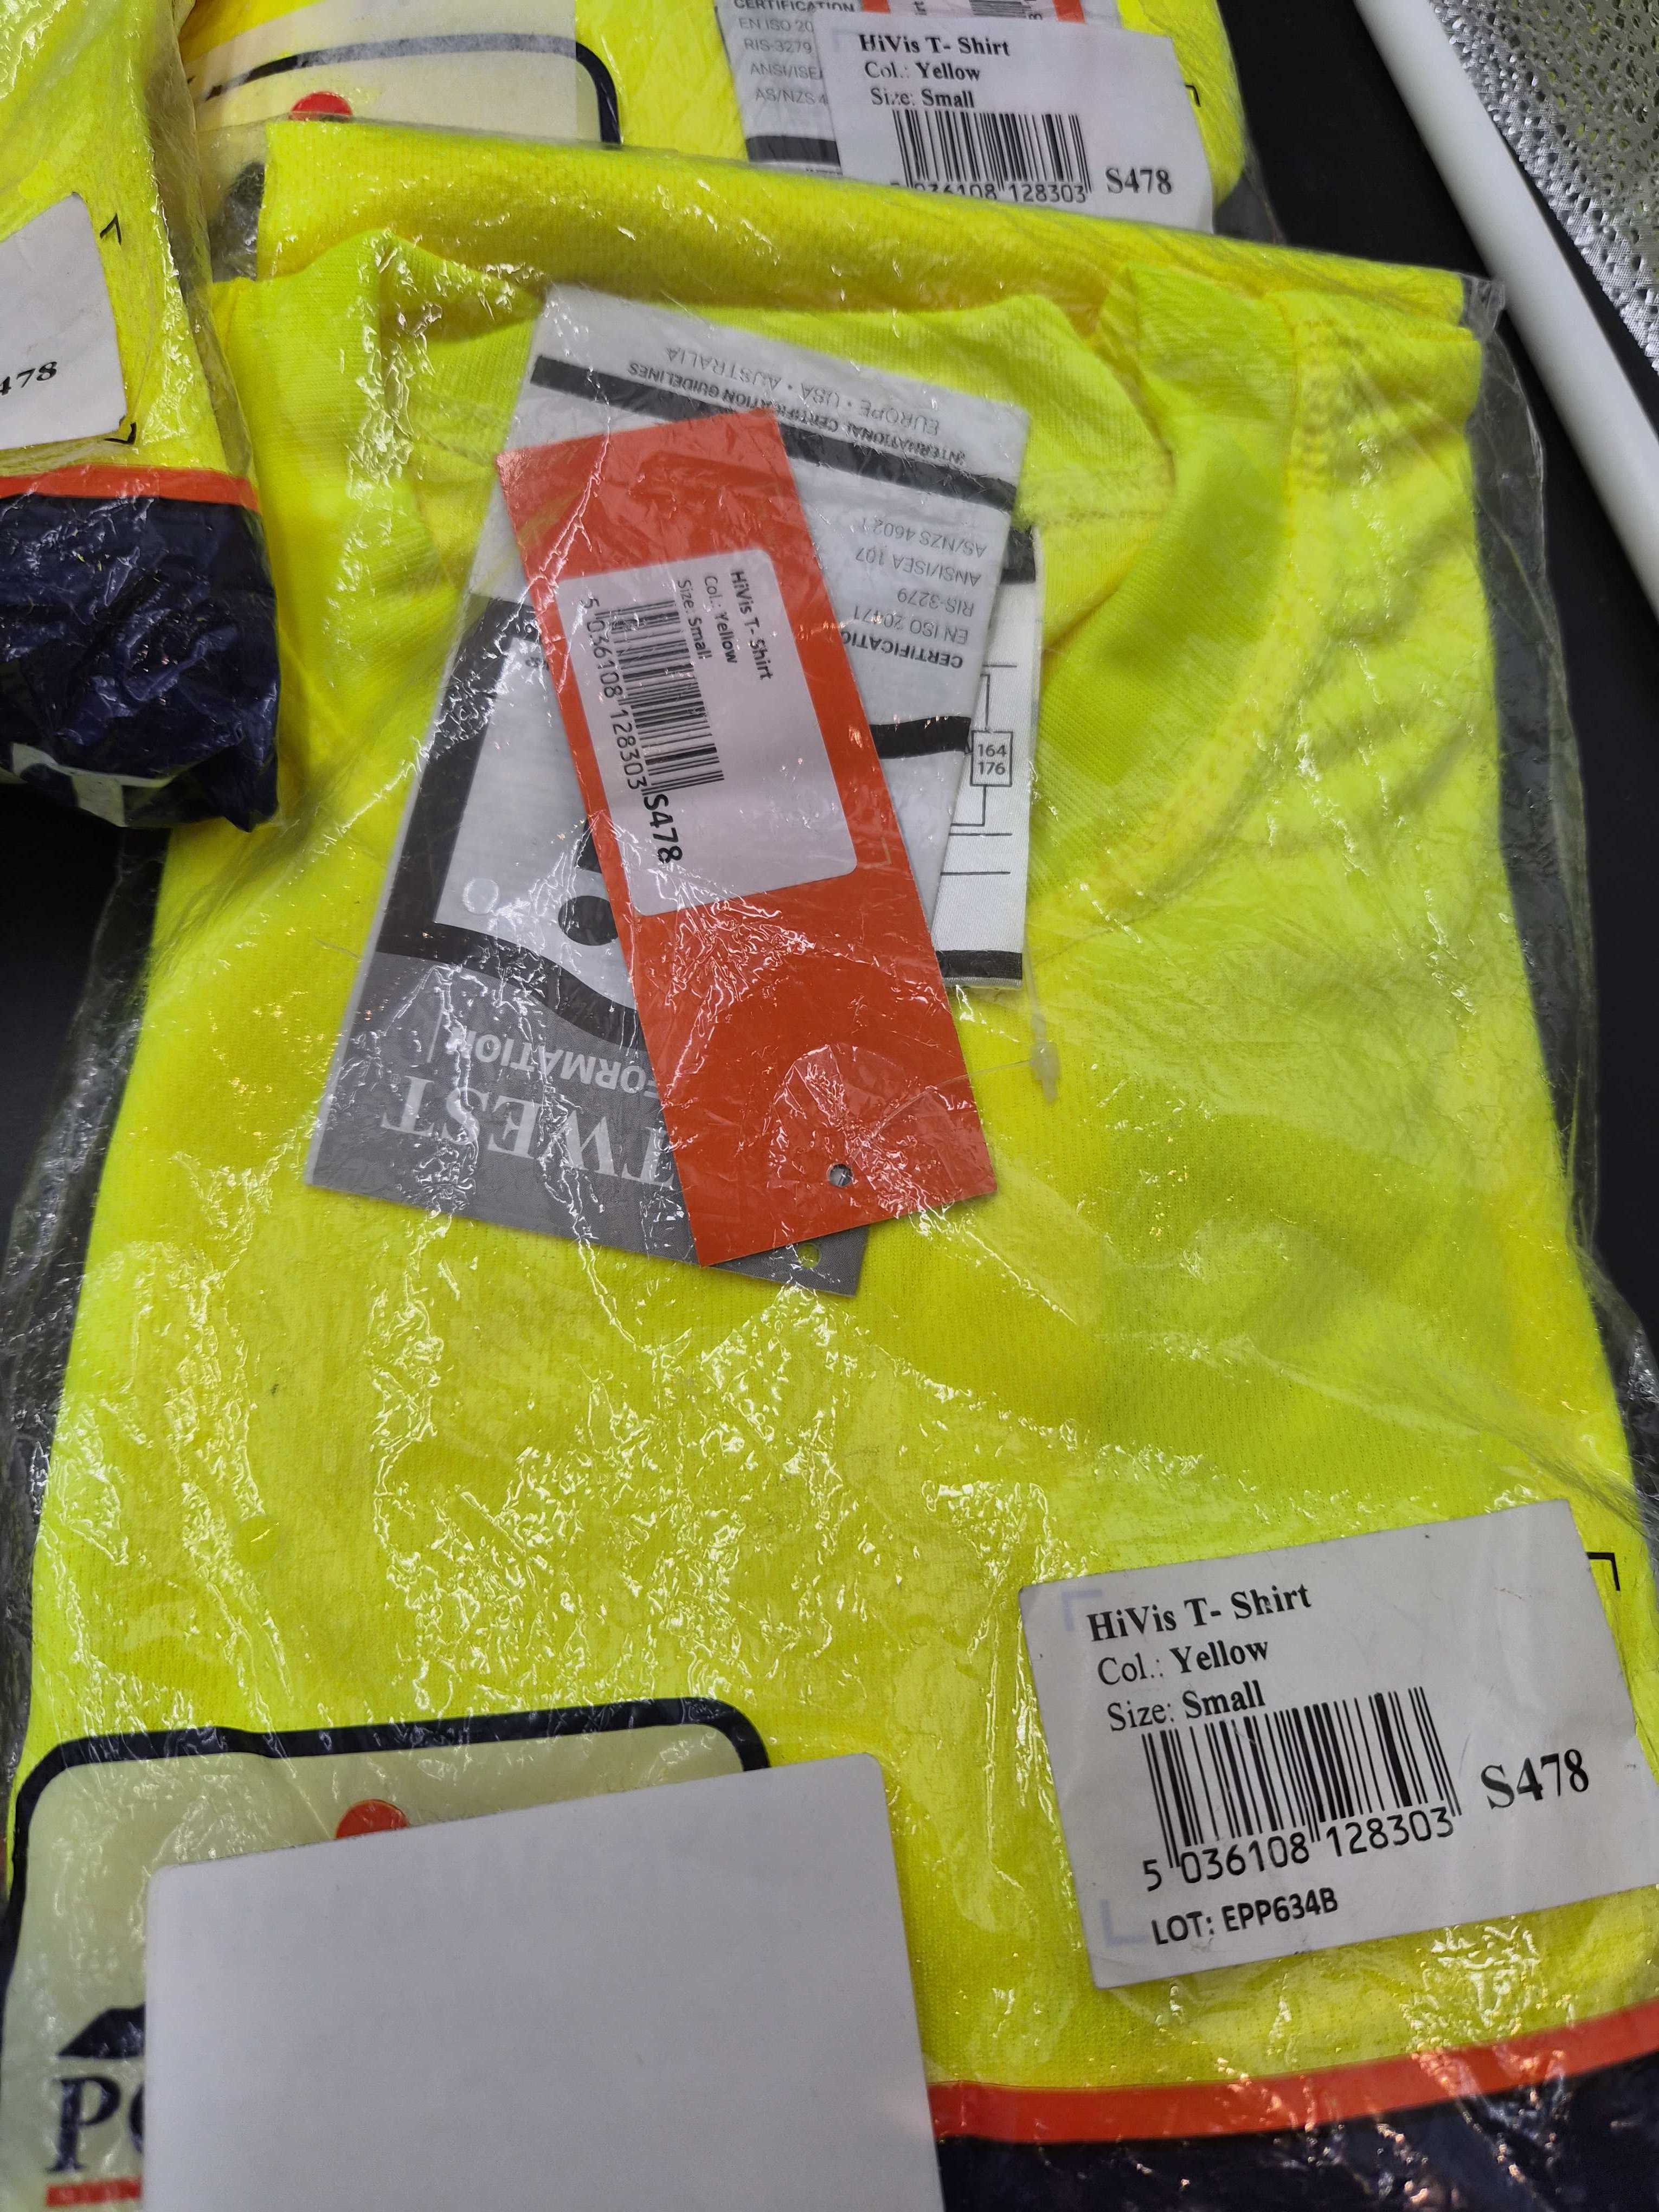 CERTIFICATION
EN ISO 20
RIS-3279
ANSI/ISEA
AS/NZS 4
HiVis T- Shirt
Col.: Yellow
Size: Small
036108 128303
S478
478
EUROPE • USA • AUSTRALIA
INTERNATIONAL CERTIFICATION GUIDELINES
AS/NZS 4602.1
ANSI/ISEA 107
RIS-3279
EN ISO 20471
CERTIFICATIO
HiVis T- Shirt
Col.: Yellow
Size: Small
5 036108 128303
S478
164
176
FORMATION
TWEST
HiVis T- Shirt
Col.: Yellow
Size: Small
5 036108 128303
S478
LOT: EPP634B
PO